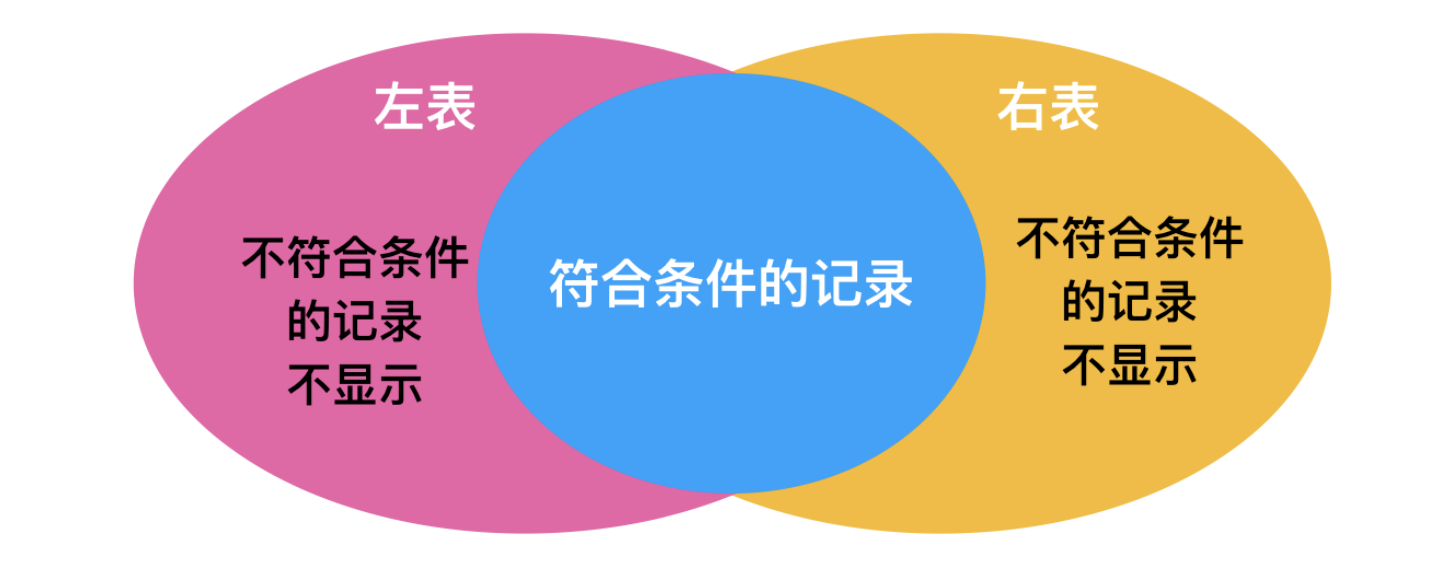 左表
右表
不符合条件
的记录
不显示
符合条件的记录
不符合条件
的记录
不显示